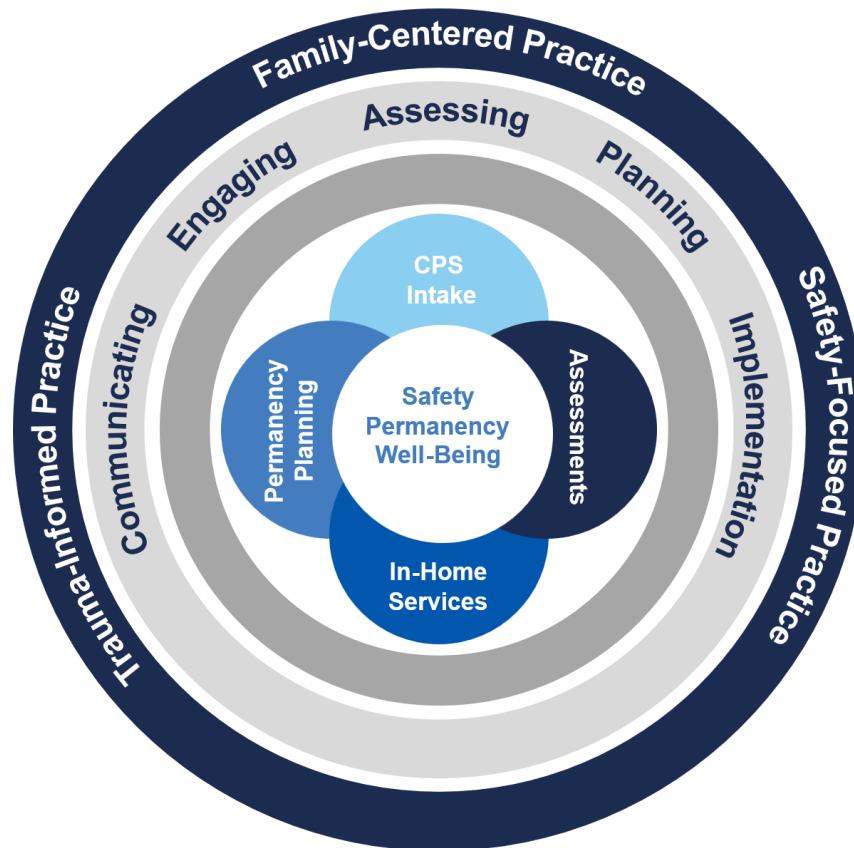 Family-Centered Practice
Trauma-Informed Practice
Safety-Focused Practice
Communicating
Engaging
Assessing
Planning
Implementation
CPS
Intake
Permanency
Planning
Safety
Permanency
Well-Being
Assessments
In-Home
Services